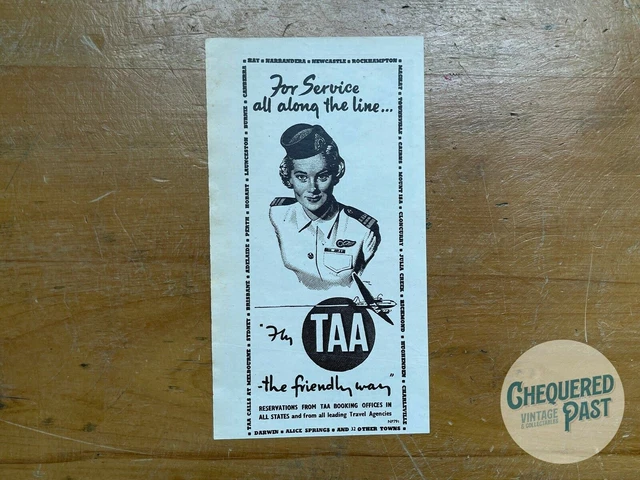 TAA CALLS AT MELBOURNE • SYDNEY • BRISBANE • ADELAIDE • PERTH • HOBART • LAUNCESTON • BURNIE • CANBERRA
• HAY • NARRANDERA • NEWCASTLE • ROCKHAMPTON •
MACKAY • TOWNSVILLE • CAIRNS • MOUNT ISA • CLONCURRY • JULIA CREEK • RICHMOND • HUGHENDEN • CHARLEVILLE
For Service
all along the line...
"Fly
TAA
-the friendly way"
RESERVATIONS FROM TAA BOOKING OFFICES IN
ALL STATES and from all leading Travel Agencies
• DARWIN • ALICE SPRINGS • AND 32 OTHER TOWNS •
CHEQUERED
VINTAGE
& COLLECTABLES
PAST